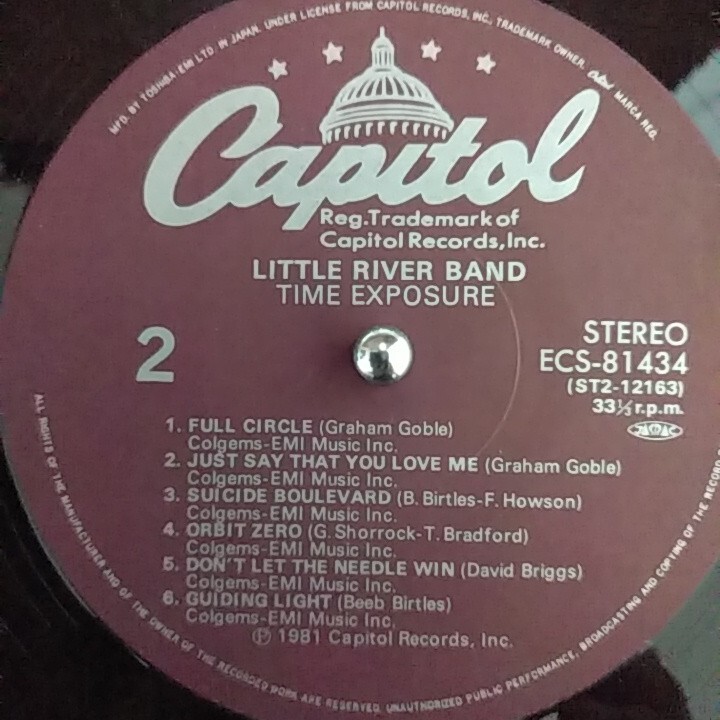 MFD. BY TOSHIBA-EMI LTD. IN JAPAN. UNDER LICENSE FROM CAPITOL RECORDS, INC., TRADEMARK OWNER. Capitol MARCA REG.
Capitol
Reg.Trademark of
Capitol Records,Inc.
LITTLE RIVER BAND
TIME EXPOSURE
2
STEREO
ECS-81434
(ST2-12163)
33⅓ r.p.m.
JASRAC
1. FULL CIRCLE (Graham Goble)
Colgems-EMI Music Inc.
2. JUST SAY THAT YOU LOVE ME (Graham Goble)
Colgems-EMI Music Inc.
3. SUICIDE BOULEVARD (B. Birtles-F. Howson)
Colgems-EMI Music Inc.
4. ORBIT ZERO (G. Shorrock-T. Bradford)
Colgems-EMI Music Inc.
5. DON'T LET THE NEEDLE WIN (David Briggs)
Colgems-EMI Music Inc.
6. GUIDING LIGHT (Beeb Birtles)
Colgems-EMI Music Inc.
Ⓟ 1981 Capitol Records, Inc.
ALL RIGHTS OF THE MANUFACTURER AND OF THE OWNER OF THE RECORDED WORK ARE RESERVED. UNAUTHORIZED PUBLIC PERFORMANCE, BROADCASTING AND COPYING OF THE RECORD